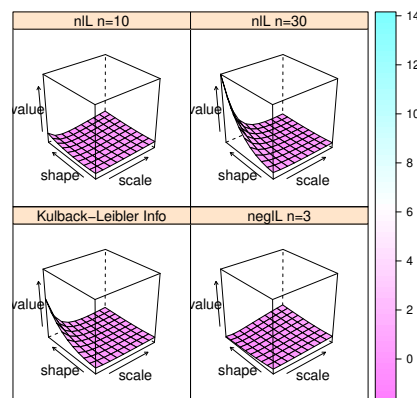 nlL n=10
nlL n=30
value
shape
scale
value
shape
scale
Kulback−Leibler Info
neglL n=3
value
shape
scale
value
shape
scale
14
12
10
8
6
4
2
0